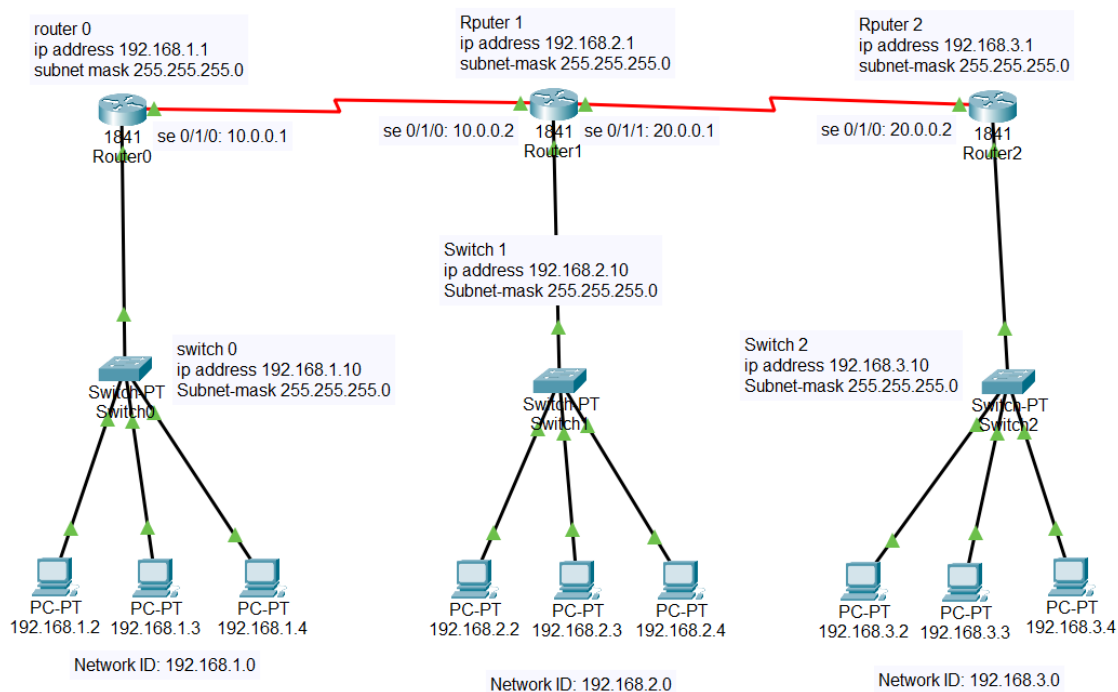 router 0
ip address 192.168.1.1
subnet mask 255.255.255.0
Rputer 1
ip address 192.168.2.1
subnet-mask 255.255.255.0
Rputer 2
ip address 192.168.3.1
subnet-mask 255.255.255.0
1841
Router0
se 0/1/0: 10.0.0.1
se 0/1/0: 10.0.0.2
1841
Router1
se 0/1/1: 20.0.0.1
se 0/1/0: 20.0.0.2
1841
Router2
switch 0
ip address 192.168.1.10
Subnet-mask 255.255.255.0
Switch 1
ip address 192.168.2.10
Subnet-mask 255.255.255.0
Switch 2
ip address 192.168.3.10
Subnet-mask 255.255.255.0
Switch-PT
Switch0
Switch-PT
Switch1
Switch-PT
Switch2
PC-PT
192.168.1.2
PC-PT
192.168.1.3
PC-PT
192.168.1.4
PC-PT
192.168.2.2
PC-PT
192.168.2.3
PC-PT
192.168.2.4
PC-PT
192.168.3.2
PC-PT
192.168.3.3
PC-PT
192.168.3.4
Network ID: 192.168.1.0
Network ID: 192.168.2.0
Network ID: 192.168.3.0